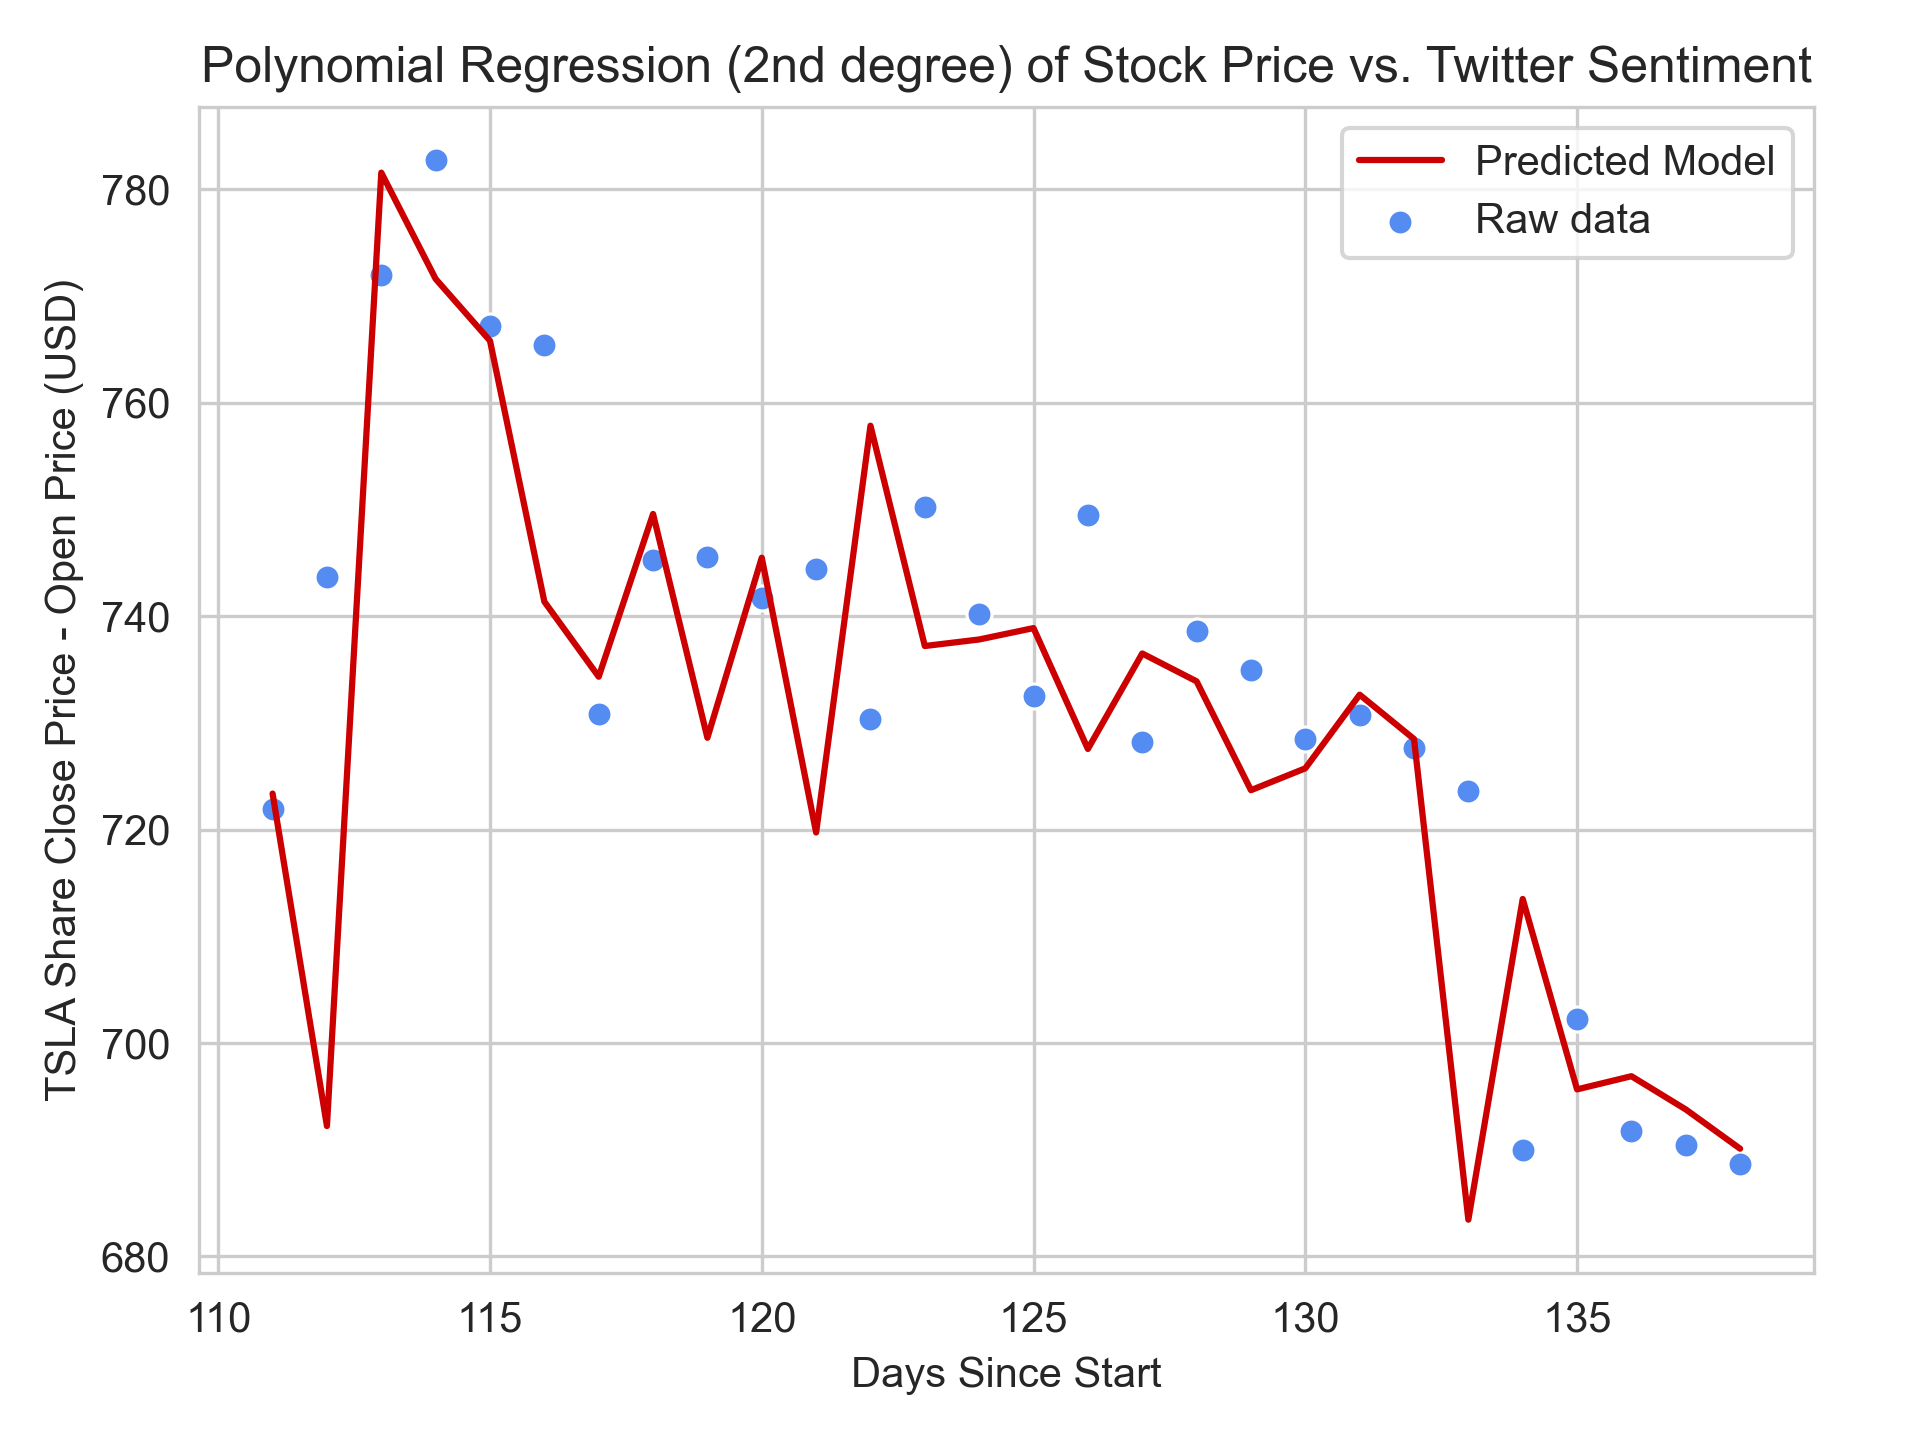 Polynomial Regression (2nd degree) of Stock Price vs. Twitter Sentiment
Predicted Model
Raw data
TSLA Share Close Price - Open Price (USD)
780
760
740
720
700
680
110
115
120
125
130
135
Days Since Start